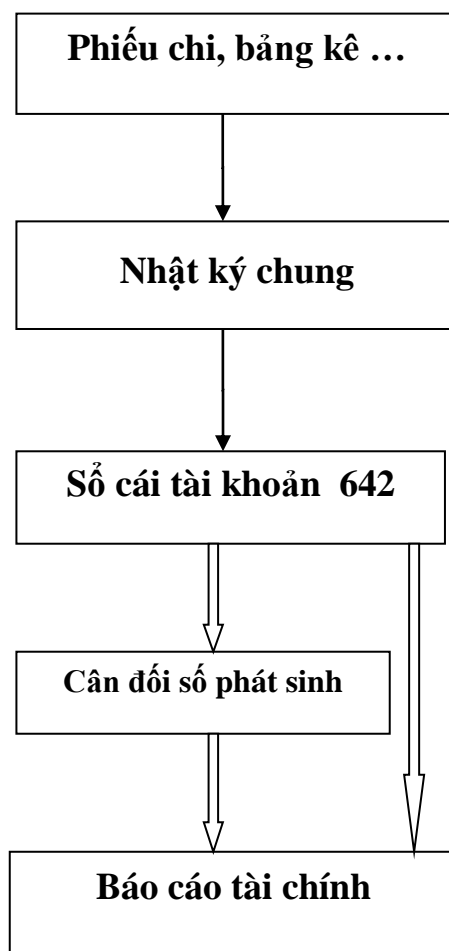 Phiếu chi, bảng kê …
Nhật ký chung
Sổ cái tài khoản 642
Cân đối số phát sinh
Báo cáo tài chính